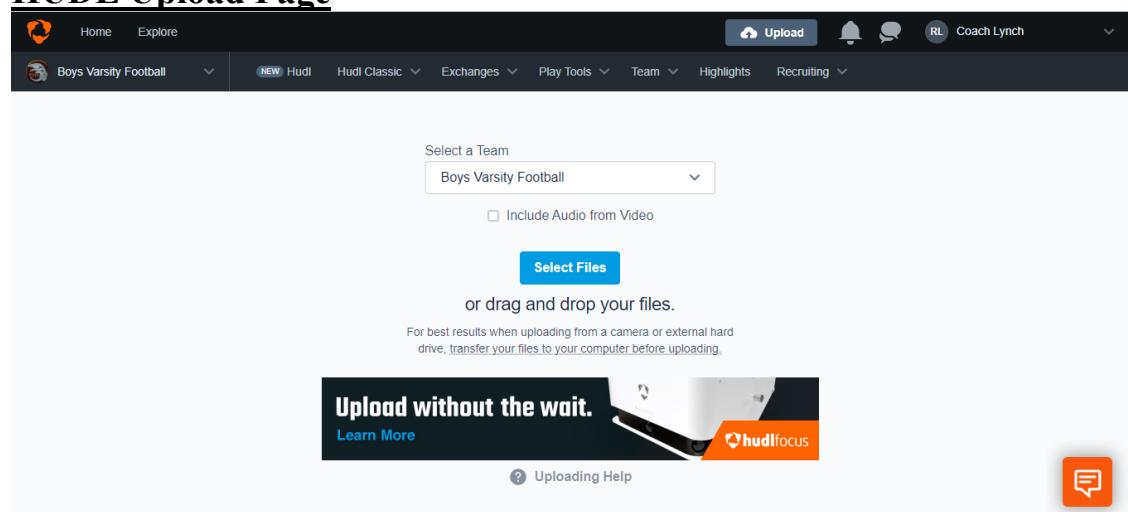 HUDL Upload Page
Home Explore Upload RL Coach Lynch
Boys Varsity Football NEW Hudl Hudl Classic Exchanges Play Tools Team Highlights Recruiting
Select a Team
Boys Varsity Football
Include Audio from Video
Select Files
or drag and drop your files.
For best results when uploading from a camera or external hard
drive, transfer your files to your computer before uploading.
Upload without the wait.
Learn More
hudlfocus
? Uploading Help